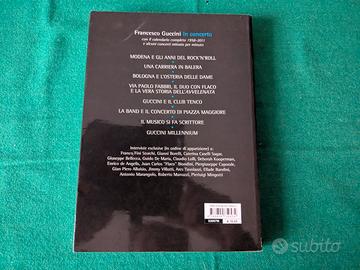 Francesco Guccini in concerto
con il calendario completo 1958-2011
e alcuni concerti minuto per minuto
MODENA E GLI ANNI DEL ROCK'N'ROLL
UNA CARRIERA IN BALERA
BOLOGNA E L'OSTERIA DELLE DAME
VIA PAOLO FABBRI, IL DUO CON FLACO
E LA VERA STORIA DELL'AVVELENATA
GUCCINI E IL CLUB TENCO
LA BAND E IL CONCERTO DI PIAZZA MAGGIORE
IL MUSICO SI FA SCRITTORE
GUCCINI MILLENNIUM
Interviste esclusive (in ordine di apparizione) a:
Franco Fini Storchi, Gianni Borelli, Caterina Caselli Sugar,
Giuseppe Bellocca, Guido De Maria, Claudio Lolli, Deborah Kooperman,
Enrico de Angelis, Juan Carlos "Flaco" Biondini, Piergiuseppe Caporale,
Gian Piero Alloisio, Jimmy Villotti, Ares Tavolazzi, Ellade Bandini,
Antonio Marangolo, Roberto Manuzzi, Pierluigi Mingotti
Subito.it